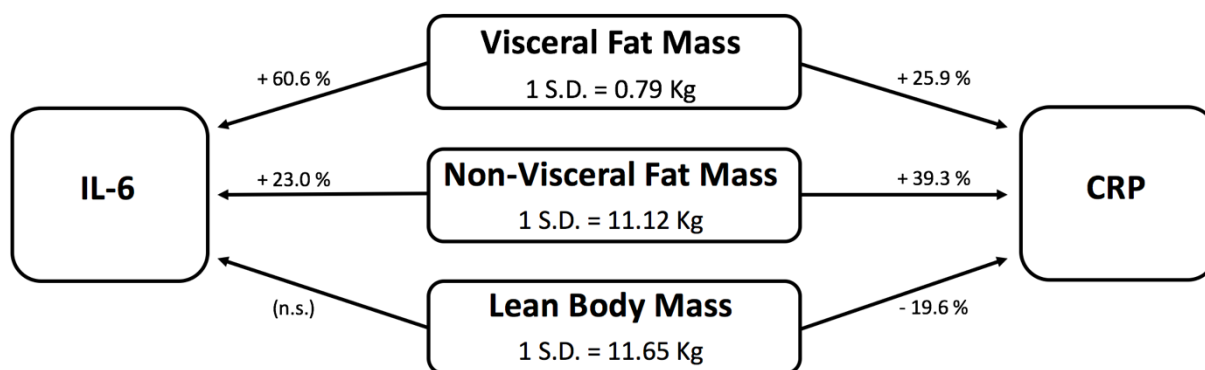 Visceral Fat Mass
1 S.D. = 0.79 Kg
+ 60.6 %
+ 25.9 %
IL-6
+ 23.0 %
Non-Visceral Fat Mass
1 S.D. = 11.12 Kg
+ 39.3 %
CRP
(n.s.)
Lean Body Mass
1 S.D. = 11.65 Kg
- 19.6 %